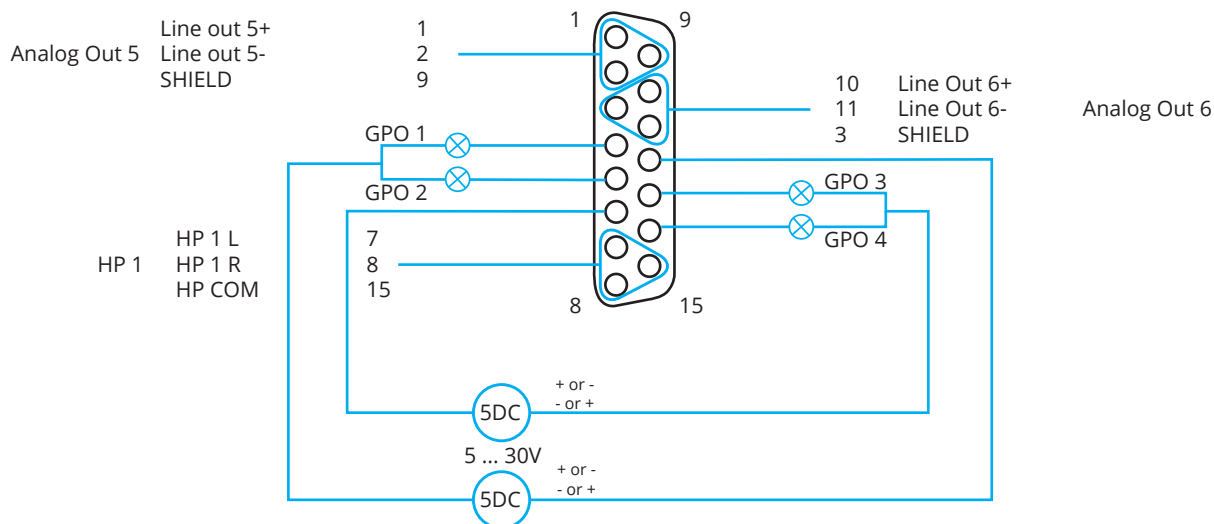 1 9
Line out 5+ 1
Analog Out 5 Line out 5- 2
SHIELD 9
10 Line Out 6+
11 Line Out 6- Analog Out 6
3 SHIELD
GPO 1
GPO 2
GPO 3
GPO 4
HP 1 L 7
HP 1 HP 1 R 8
HP COM 15
8 15
+ or -
5DC - or +
5 ... 30V
+ or -
5DC - or +